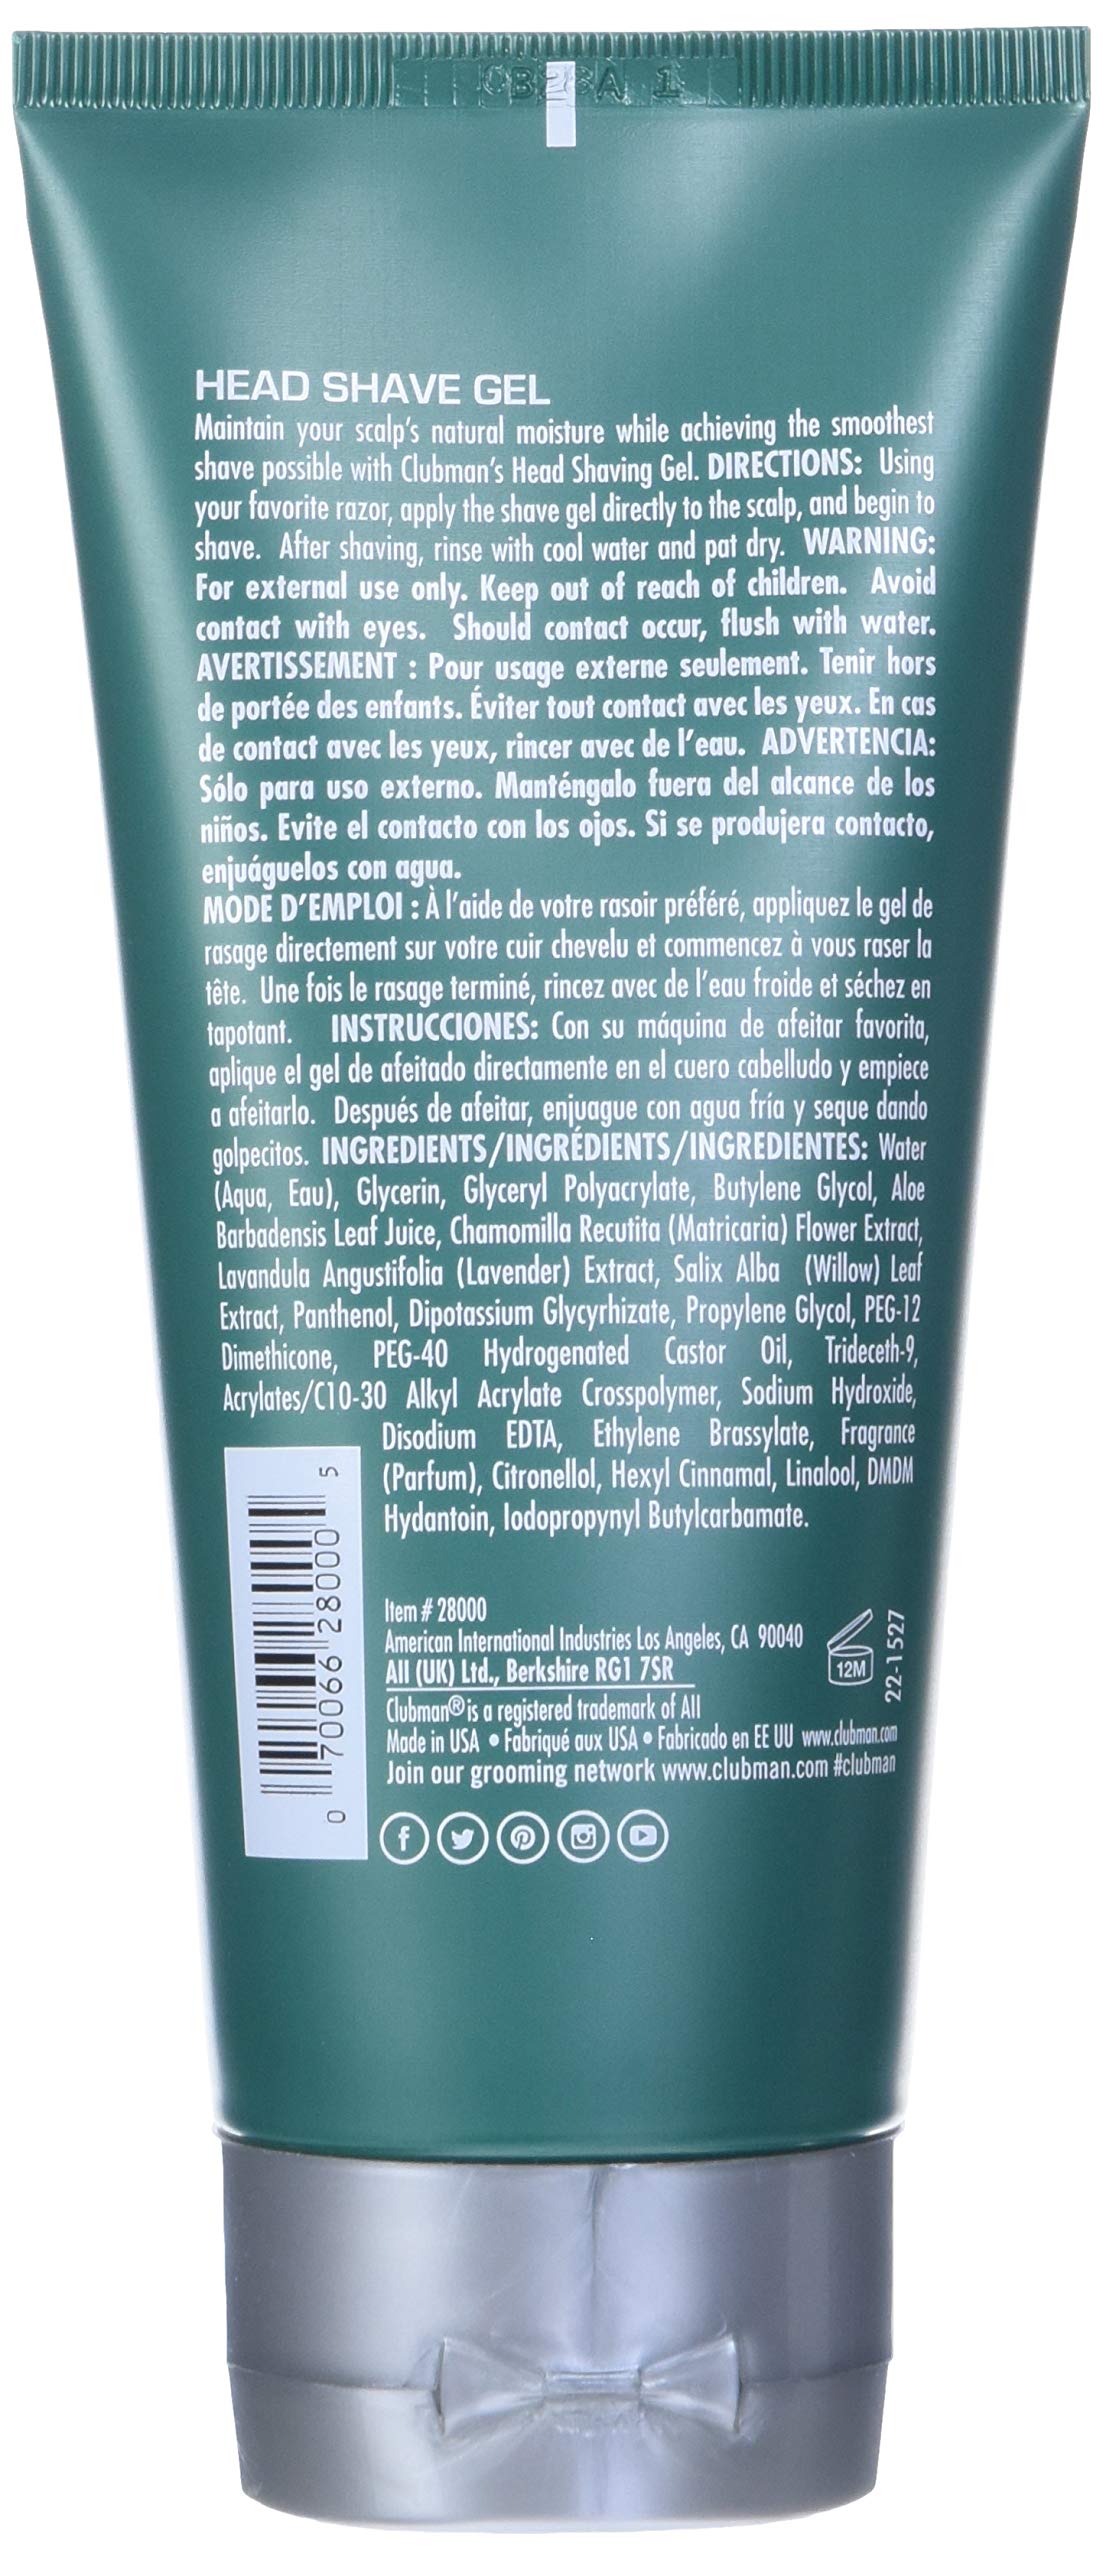 HEAD SHAVE GEL
Maintain your scalp's natural moisture while achieving the smoothest
shave possible with Clubman's Head Shaving Gel. DIRECTIONS: Using
your favorite razor, apply the shave gel directly to the scalp, and begin to
shave. After shaving, rinse with cool water and pat dry. WARNING:
For external use only. Keep out of reach of children. Avoid
contact with eyes. Should contact occur, flush with water.
AVERTISSEMENT : Pour usage externe seulement. Tenir hors
de portée des enfants. Éviter tout contact avec les yeux. En cas
de contact avec les yeux, rincer avec de l'eau. ADVERTENCIA:
Sólo para uso externo. Manténgalo fuera del alcance de los
niños. Evite el contacto con los ojos. Si se produjera contacto,
enjuáguelos con agua.
MODE D'EMPLOI : À l'aide de votre rasoir préféré, appliquez le gel de
rasage directement sur votre cuir chevelu et commencez à vous raser la
tête. Une fois le rasage terminé, rincez avec de l'eau froide et séchez en
tapotant. INSTRUCCIONES: Con su máquina de afeitar favorita,
aplique el gel de afeitado directamente en el cuero cabelludo y empiece
a afeitarlo. Después de afeitar, enjuague con agua fría y seque dando
golpecitos. INGREDIENTS/INGRÉDIENTS/INGREDIENTES: Water
(Aqua, Eau), Glycerin, Glyceryl Polyacrylate, Butylene Glycol, Aloe
Barbadensis Leaf Juice, Chamomilla Recutita (Matricaria) Flower Extract,
Lavandula Angustifolia (Lavender) Extract, Salix Alba (Willow) Leaf
Extract, Panthenol, Dipotassium Glycyrhizate, Propylene Glycol, PEG-12
Dimethicone, PEG-40 Hydrogenated Castor Oil, Trideceth-9,
Acrylates/C10-30 Alkyl Acrylate Crosspolymer, Sodium Hydroxide,
Disodium EDTA, Ethylene Brassylate, Fragrance
(Parfum), Citronellol, Hexyl Cinnamal, Linalool, DMDM
Hydantoin, Iodopropynyl Butylcarbamate.
0 70066 28000 5
Item # 28000
American International Industries Los Angeles, CA 90040
AII (UK) Ltd., Berkshire RG1 7SR
12M
22-1527
Clubman® is a registered trademark of AII
Made in USA • Fabriqué aux USA • Fabricado en EE UU www.clubman.com
Join our grooming network www.clubman.com #clubman